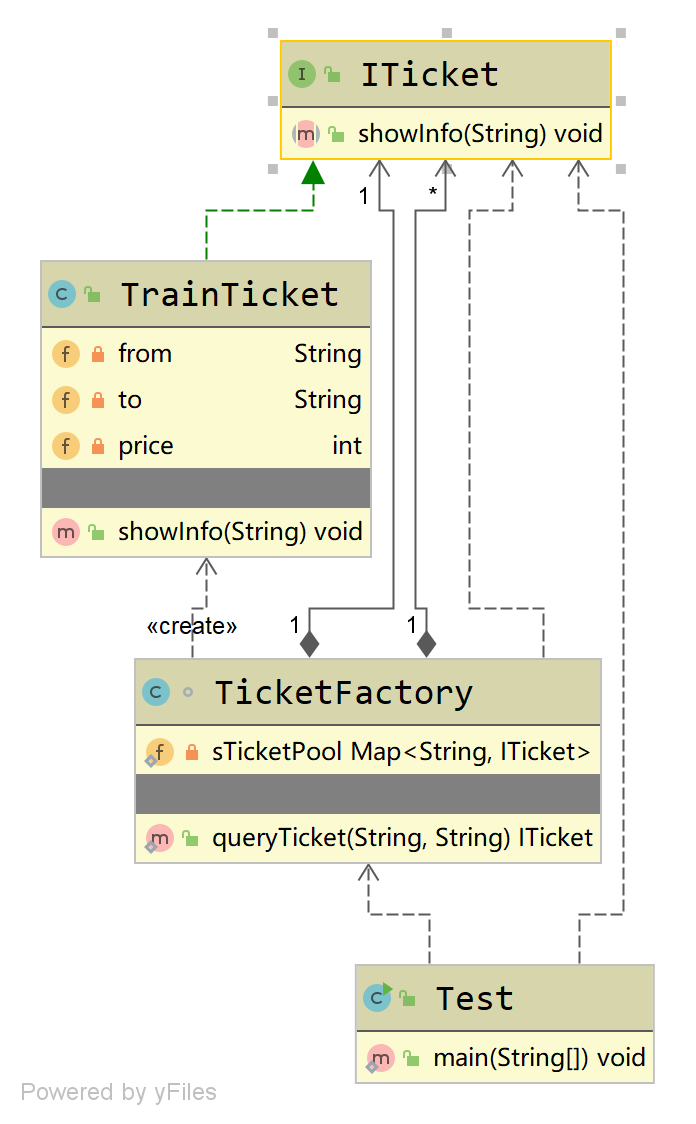 I ITicket
m showInfo(String) void
1
*
C TrainTicket
f from String
f to String
f price int
m showInfo(String) void
«create»
1
1
C TicketFactory
f sTicketPool Map<String, ITicket>
m queryTicket(String, String) ITicket
C Test
m main(String[]) void
Powered by yFiles